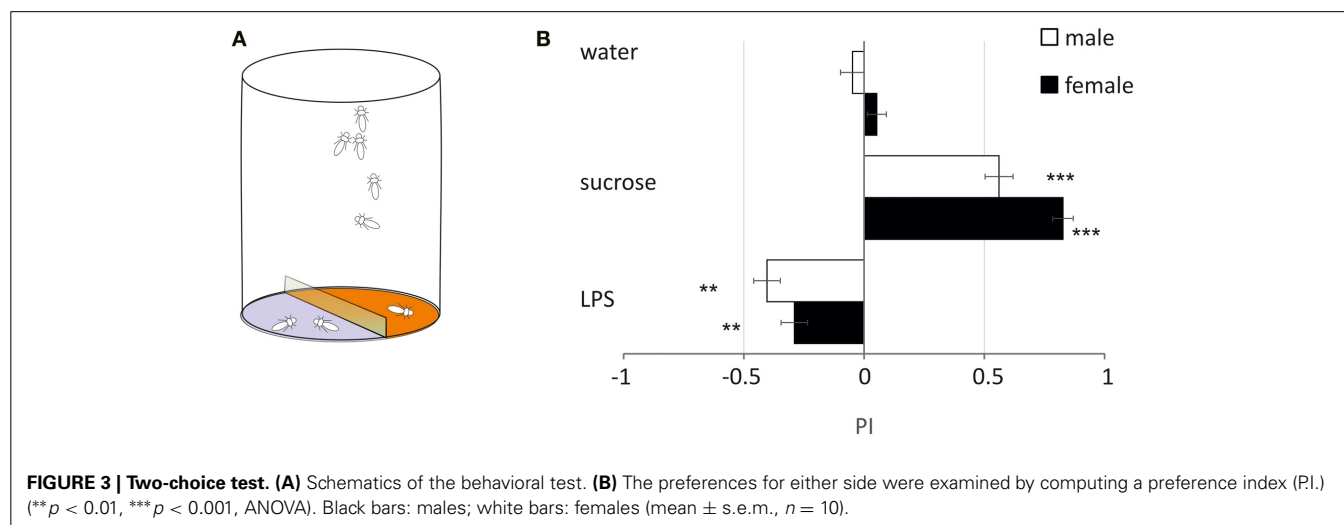 A
B
water
male
female
sucrose
***
***
LPS
**
**
-1 -0.5 0 0.5 1
PI
FIGURE 3 | Two-choice test. (A) Schematics of the behavioral test. (B) The preferences for either side were examined by computing a preference index (P.I.)
(**p < 0.01, ***p < 0.001, ANOVA). Black bars: males; white bars: females (mean ± s.e.m., n = 10).